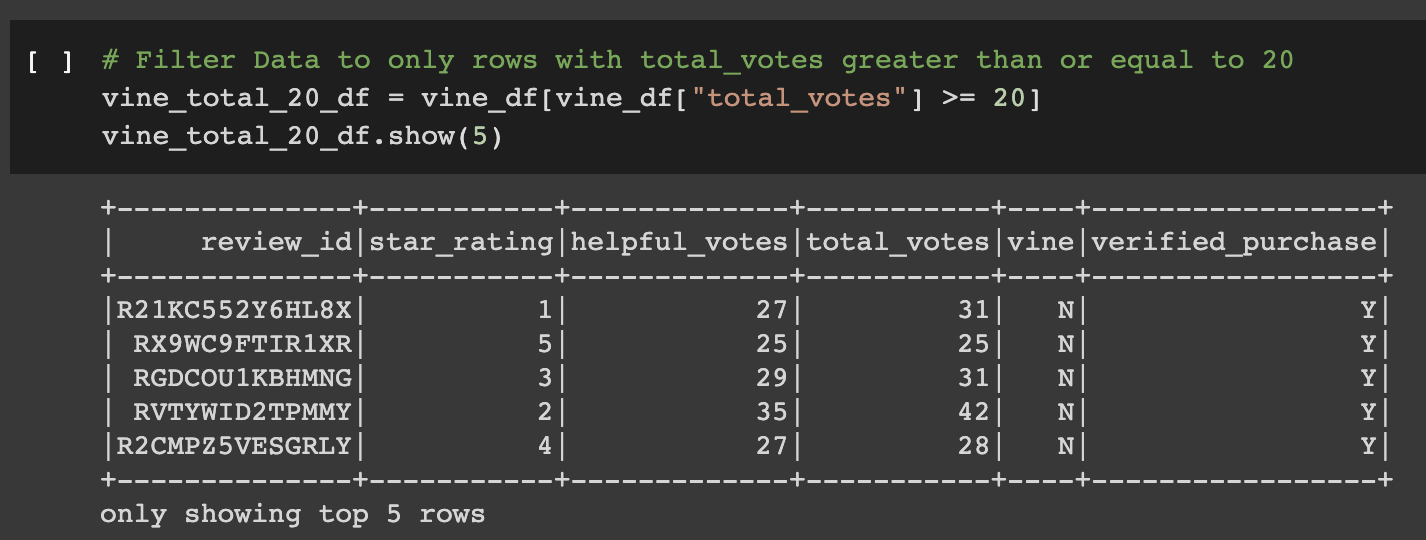 [ ] # Filter Data to only rows with total_votes greater than or equal to 20
vine_total_20_df = vine_df[vine_df["total_votes"] >= 20]
vine_total_20_df.show(5)
+--------------+-----------+-------------+-----------+----+-----------------+
|     review_id|star_rating|helpful_votes|total_votes|vine|verified_purchase|
+--------------+-----------+-------------+-----------+----+-----------------+
|R21KC552Y6HL8X|          1|           27|         31|   N|                Y|
| RX9WC9FTIR1XR|          5|           25|         25|   N|                Y|
| RGDCOU1KBHMNG|          3|           29|         31|   N|                Y|
| RVTYWID2TPMMY|          2|           35|         42|   N|                Y|
|R2CMPZ5VESGRLY|          4|           27|         28|   N|                Y|
+--------------+-----------+-------------+-----------+----+-----------------+
only showing top 5 rows